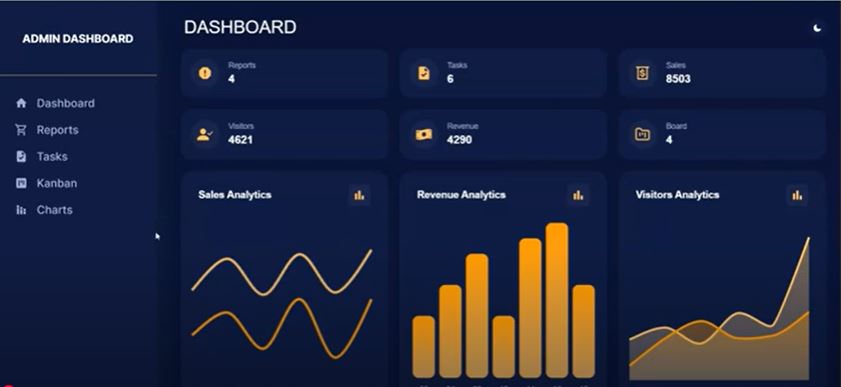 ADMIN DASHBOARD
Dashboard
Reports
Tasks
Kanban
Charts
DASHBOARD
Reports
4
Tasks
6
Sales
8503
Visitors
4621
Revenue
4290
Board
4
Sales Analytics
Revenue Analytics
Visitors Analytics